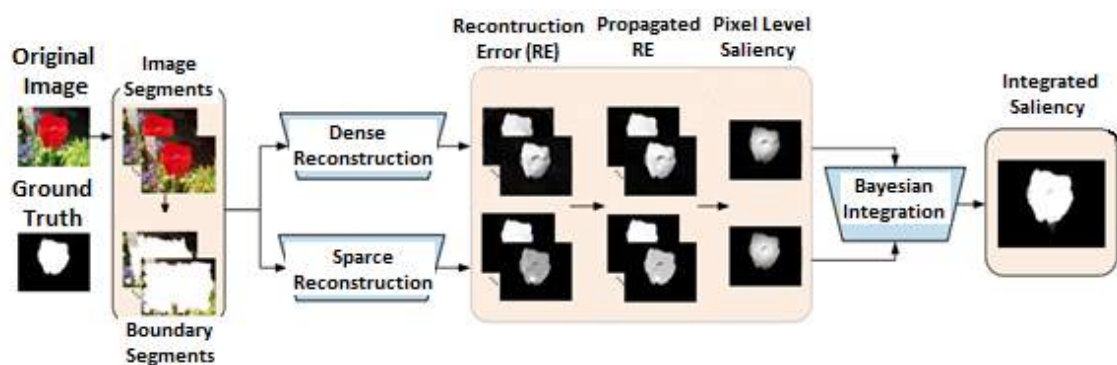 Original
Image
Image
Segments
Ground
Truth
Boundary
Segments
Dense
Reconstruction
Sparce
Reconstruction
Reconstruction
Error (RE)
Propagated
RE
Pixel Level
Saliency
Bayesian
Integration
Integrated
Saliency